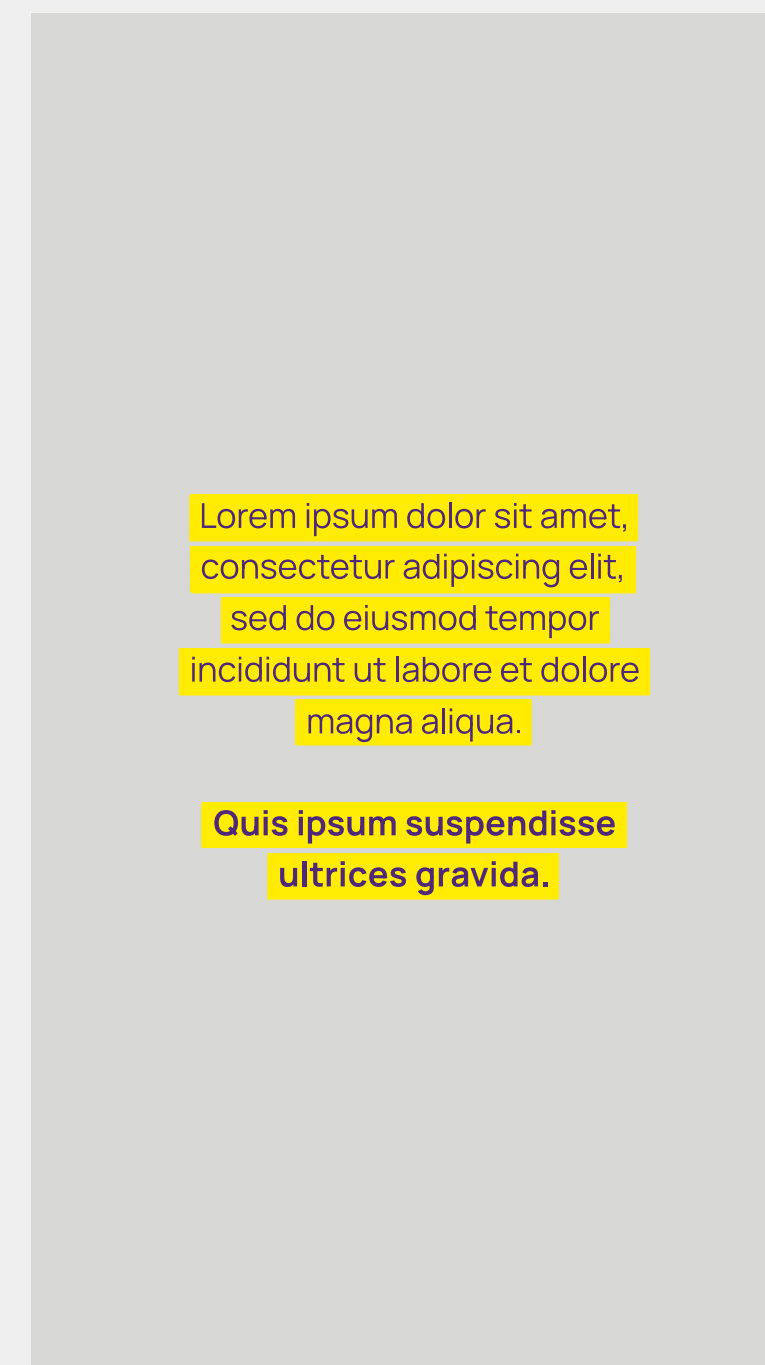 Lorem ipsum dolor sit amet,
consectetur adipiscing elit,
sed do eiusmod tempor
incididunt ut labore et dolore
magna aliqua.
Quis ipsum suspendisse
ultrices gravida.